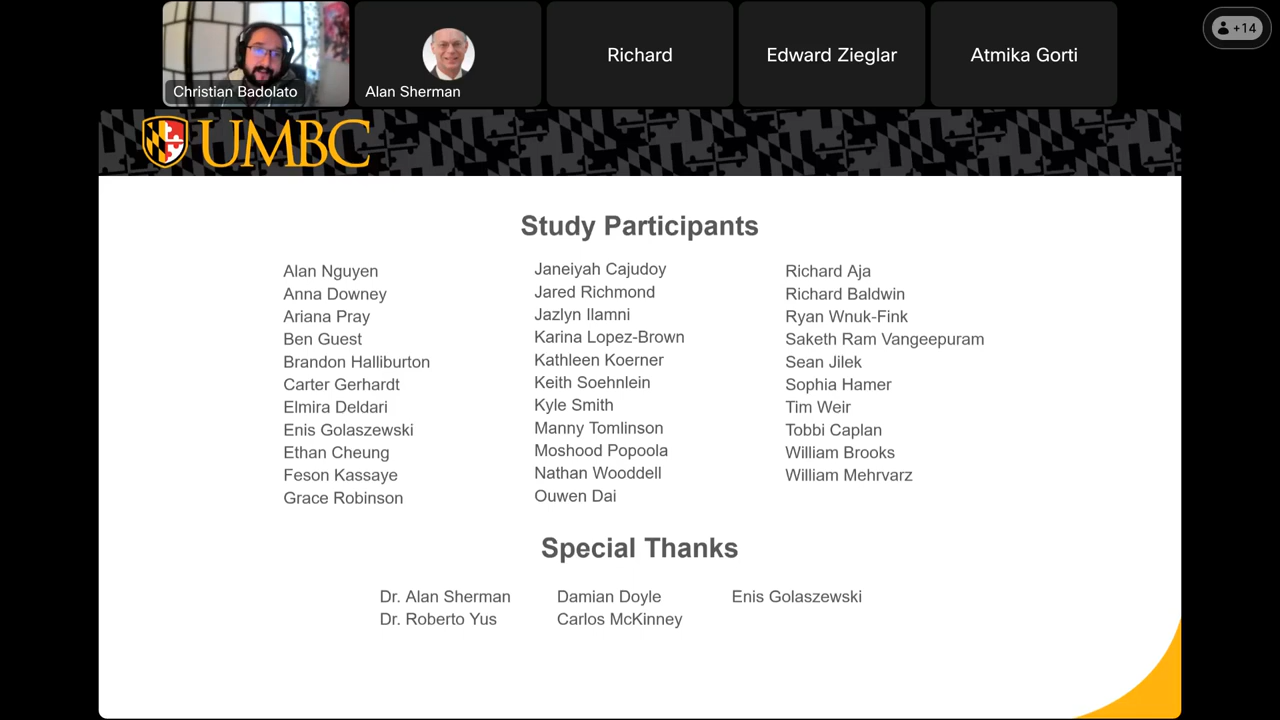 Christian Badolato
Alan Sherman
Richard
Edward Zieglar
Atmika Gorti
+14
UMBC
Study Participants
Alan Nguyen
Anna Downey
Ariana Pray
Ben Guest
Brandon Halliburton
Carter Gerhardt
Elmira Deldari
Enis Golaszewski
Ethan Cheung
Feson Kassaye
Grace Robinson
Janeiyah Cajudoy
Jared Richmond
Jazlyn Ilamni
Karina Lopez-Brown
Kathleen Koerner
Keith Soehnlein
Kyle Smith
Manny Tomlinson
Moshood Popoola
Nathan Wooddell
Ouwen Dai
Richard Aja
Richard Baldwin
Ryan Wnuk-Fink
Saketh Ram Vangeepuram
Sean Jilek
Sophia Hamer
Tim Weir
Tobbi Caplan
William Brooks
William Mehrvarz
Special Thanks
Dr. Alan Sherman
Dr. Roberto Yus
Damian Doyle
Carlos McKinney
Enis Golaszewski